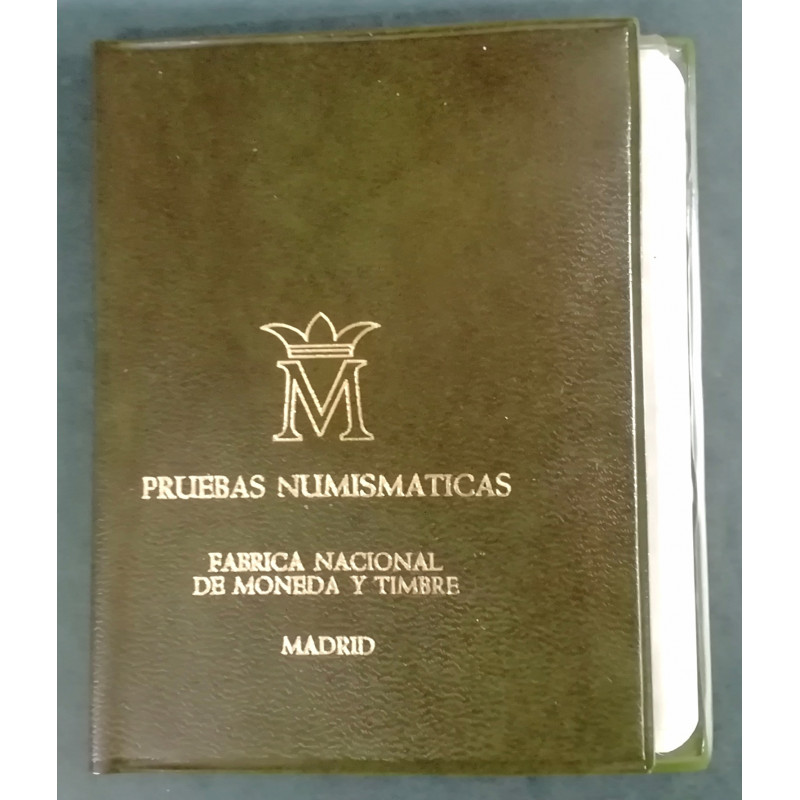 M
PRUEBAS NUMISMATICAS
FABRICA NACIONAL
DE MONEDA Y TIMBRE
MADRID